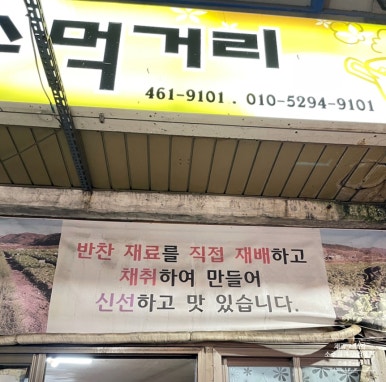 먹거리
461-9101 . 010-5294-9101
반찬 재료를 직접 재배하고
채취하여 만들어
신선하고 맛 있습니다.